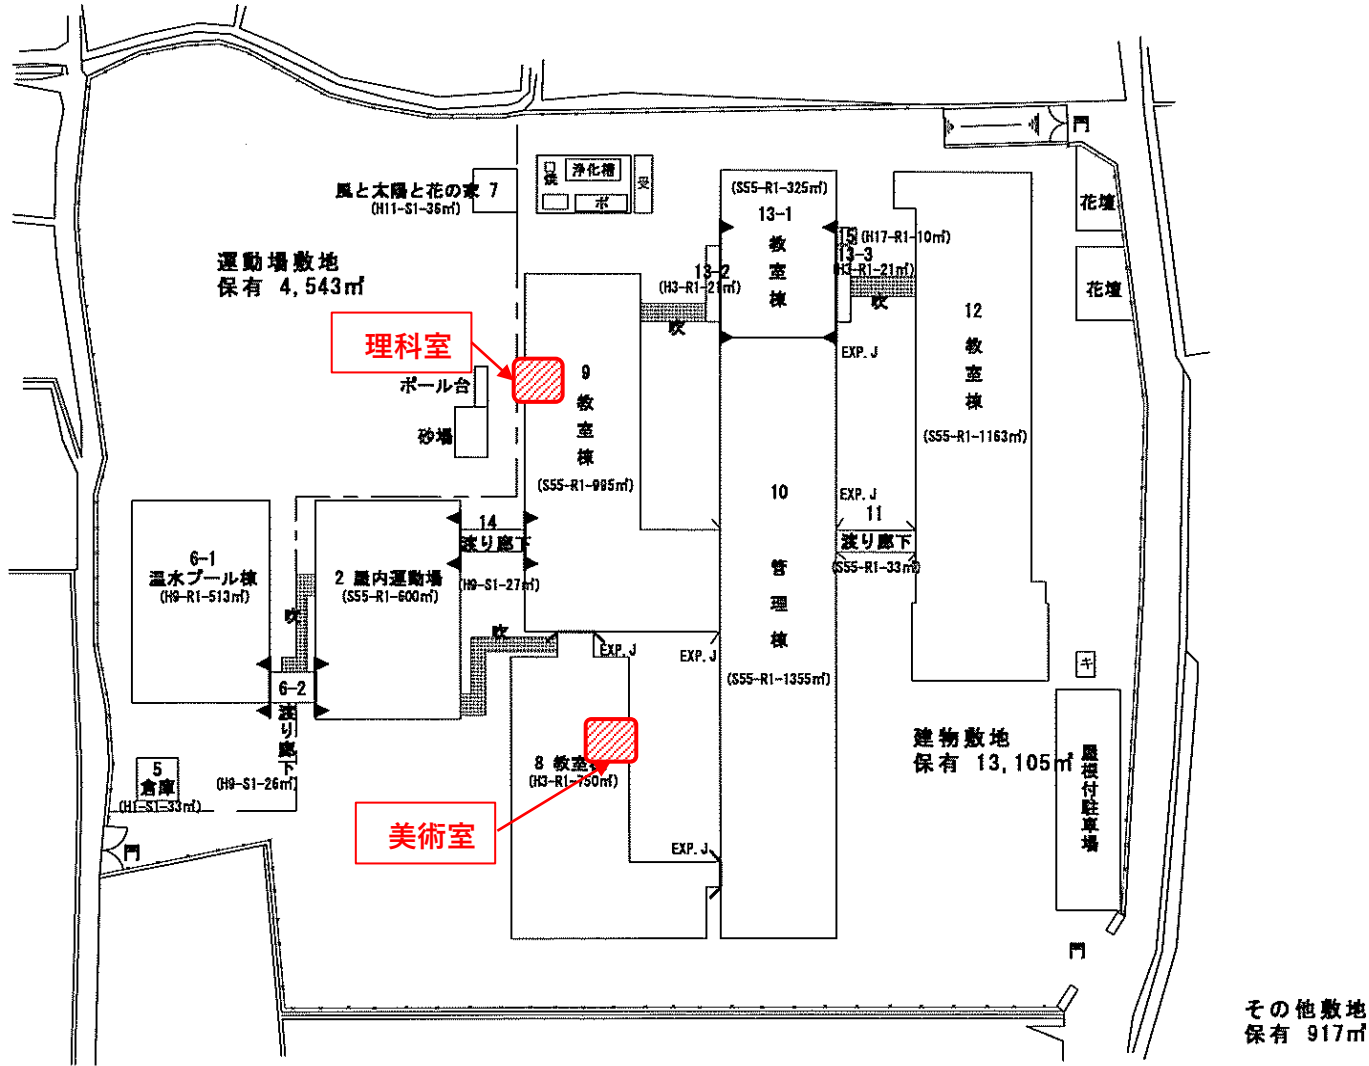 門
浄化槽
受
ポ
風と太陽と花の家 7
(H11-S1-36㎡)
(S55-R1-325㎡)
13-1
教室棟
15 (H17-R1-10㎡)
13-3
(H3-R1-21㎡)
吹
花壇
花壇
運動場敷地
保有 4,543㎡
13-2
(H3-R1-21㎡)
吹
理科室
ポール台
砂場
9
教室棟
(S55-R1-995㎡)
EXP.J
12
教室棟
(S55-R1-1163㎡)
10
管理棟
(S55-R1-1355㎡)
EXP.J
11
渡り廊下
(S55-R1-33㎡)
14
渡り廊下
(H9-S1-27㎡)
6-1
温水プール棟
(H9-R1-513㎡)
2 屋内運動場
(S55-R1-600㎡)
吹
吹
EXP.J
EXP.J
6-2
渡り廊下
(H9-S1-26㎡)
キ
建物敷地
保有 13,105㎡
屋根付駐車場
8 教室
(H3-R1-750㎡)
5
倉庫
(H1-S1-33㎡)
美術室
EXP.J
門
門
その他敷地
保有 917㎡